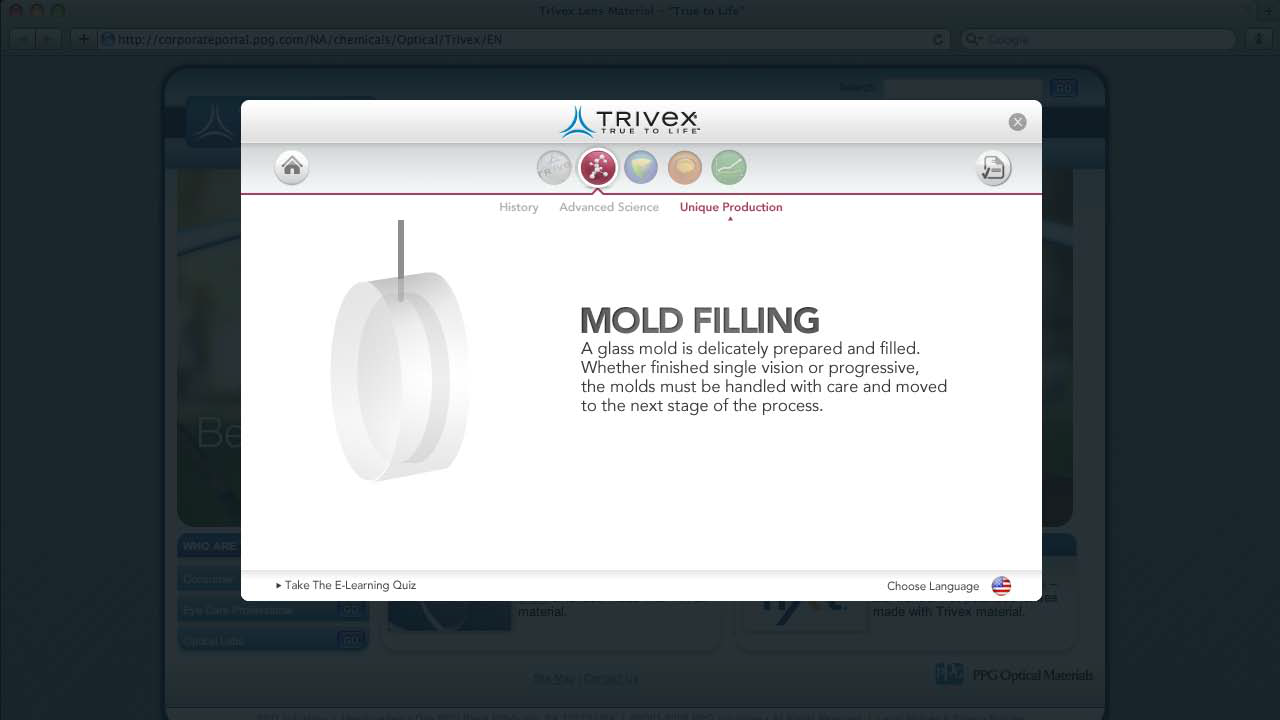 Trivex Lens Material – "True to Life"
http://corporateportal.ppg.com/NA/chemicals/Optical/Trivex/EN
Google
Search
GO
TRIVEX
TRUE TO LIFE™
History
Advanced Science
Unique Production
MOLD FILLING
A glass mold is delicately prepared and filled.
Whether finished single vision or progressive,
the molds must be handled with care and moved
to the next stage of the process.
Be
WHO ARE
Take The E-Learning Quiz
Choose Language
Consumer
Eye Care Professional
GO
Optical Labs
GO
material.
made with Trivex material.
PPG Optical Materials
Site Map | Contact Us